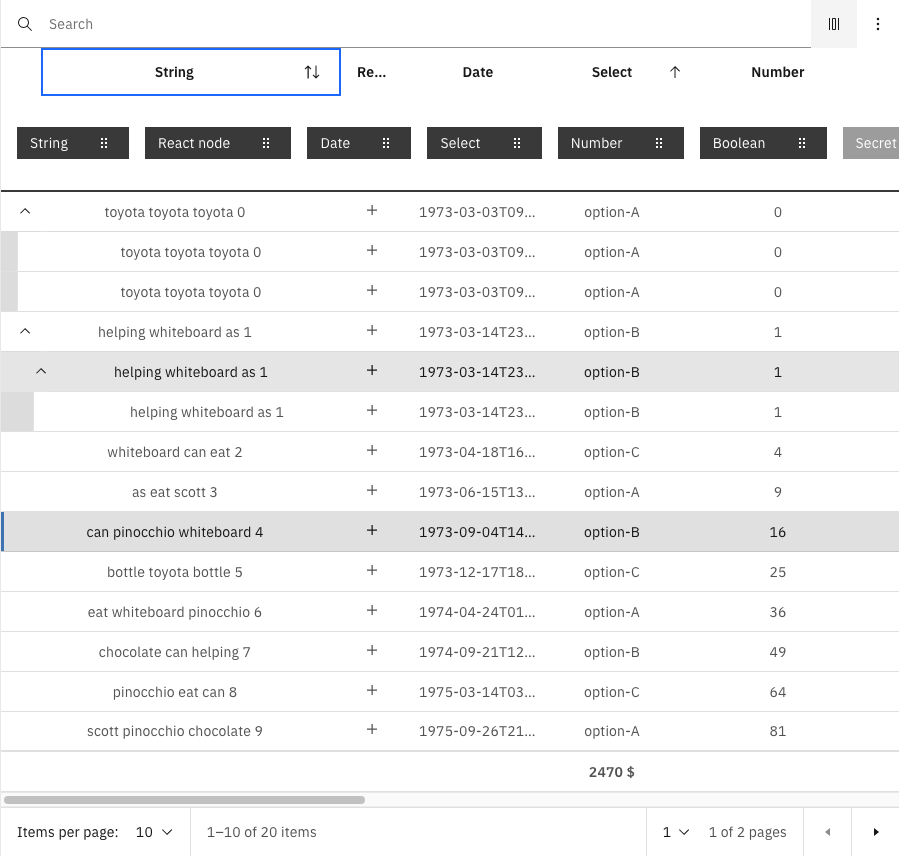 Search
String Re... Date Select Number
String React node Date Select Number Boolean Secret
toyota toyota toyota 0 1973-03-03T09... option-A 0
toyota toyota toyota 0 1973-03-03T09... option-A 0
toyota toyota toyota 0 1973-03-03T09... option-A 0
helping whiteboard as 1 1973-03-14T23... option-B 1
helping whiteboard as 1 1973-03-14T23... option-B 1
helping whiteboard as 1 1973-03-14T23... option-B 1
whiteboard can eat 2 1973-04-18T16... option-C 4
as eat scott 3 1973-06-15T13... option-A 9
can pinocchio whiteboard 4 1973-09-04T14... option-B 16
bottle toyota bottle 5 1973-12-17T18... option-C 25
eat whiteboard pinocchio 6 1974-04-24T01... option-A 36
chocolate can helping 7 1974-09-21T12... option-B 49
pinocchio eat can 8 1975-03-14T03... option-C 64
scott pinocchio chocolate 9 1975-09-26T21... option-A 81
2470 $
Items per page: 10 1–10 of 20 items 1 1 of 2 pages